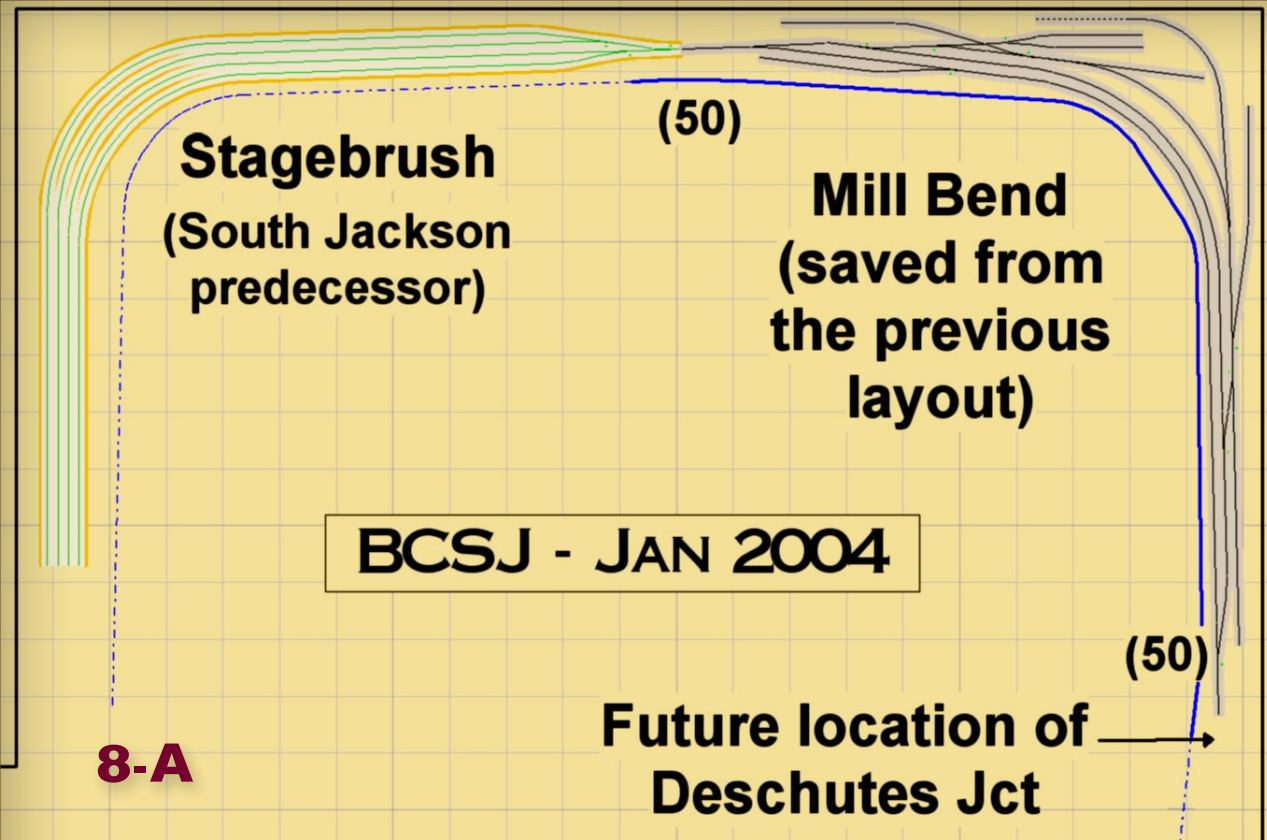 (50)
Stagebrush
(South Jackson
predecessor)
Mill Bend
(saved from
the previous
layout)
BCSJ - JAN 2004
(50)
Future location of
Deschutes Jct
8-A